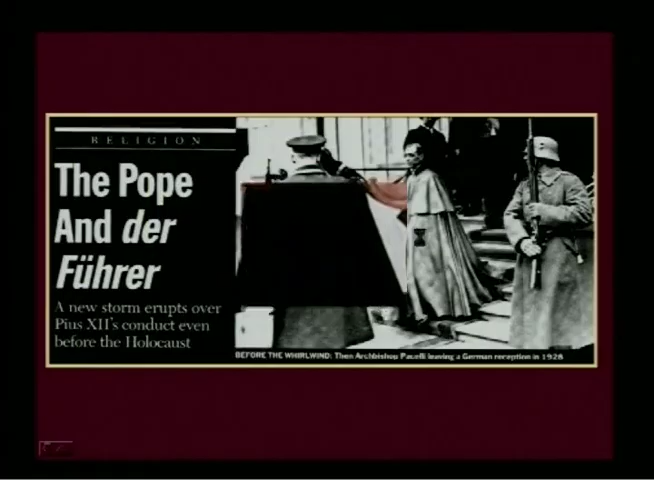 RELIGION
The Pope
And der
Führer
A new storm erupts over
Pius XII's conduct even
before the Holocaust
BEFORE THE WHIRLWIND: Then Archbishop Pacelli leaving a German reception in 1928